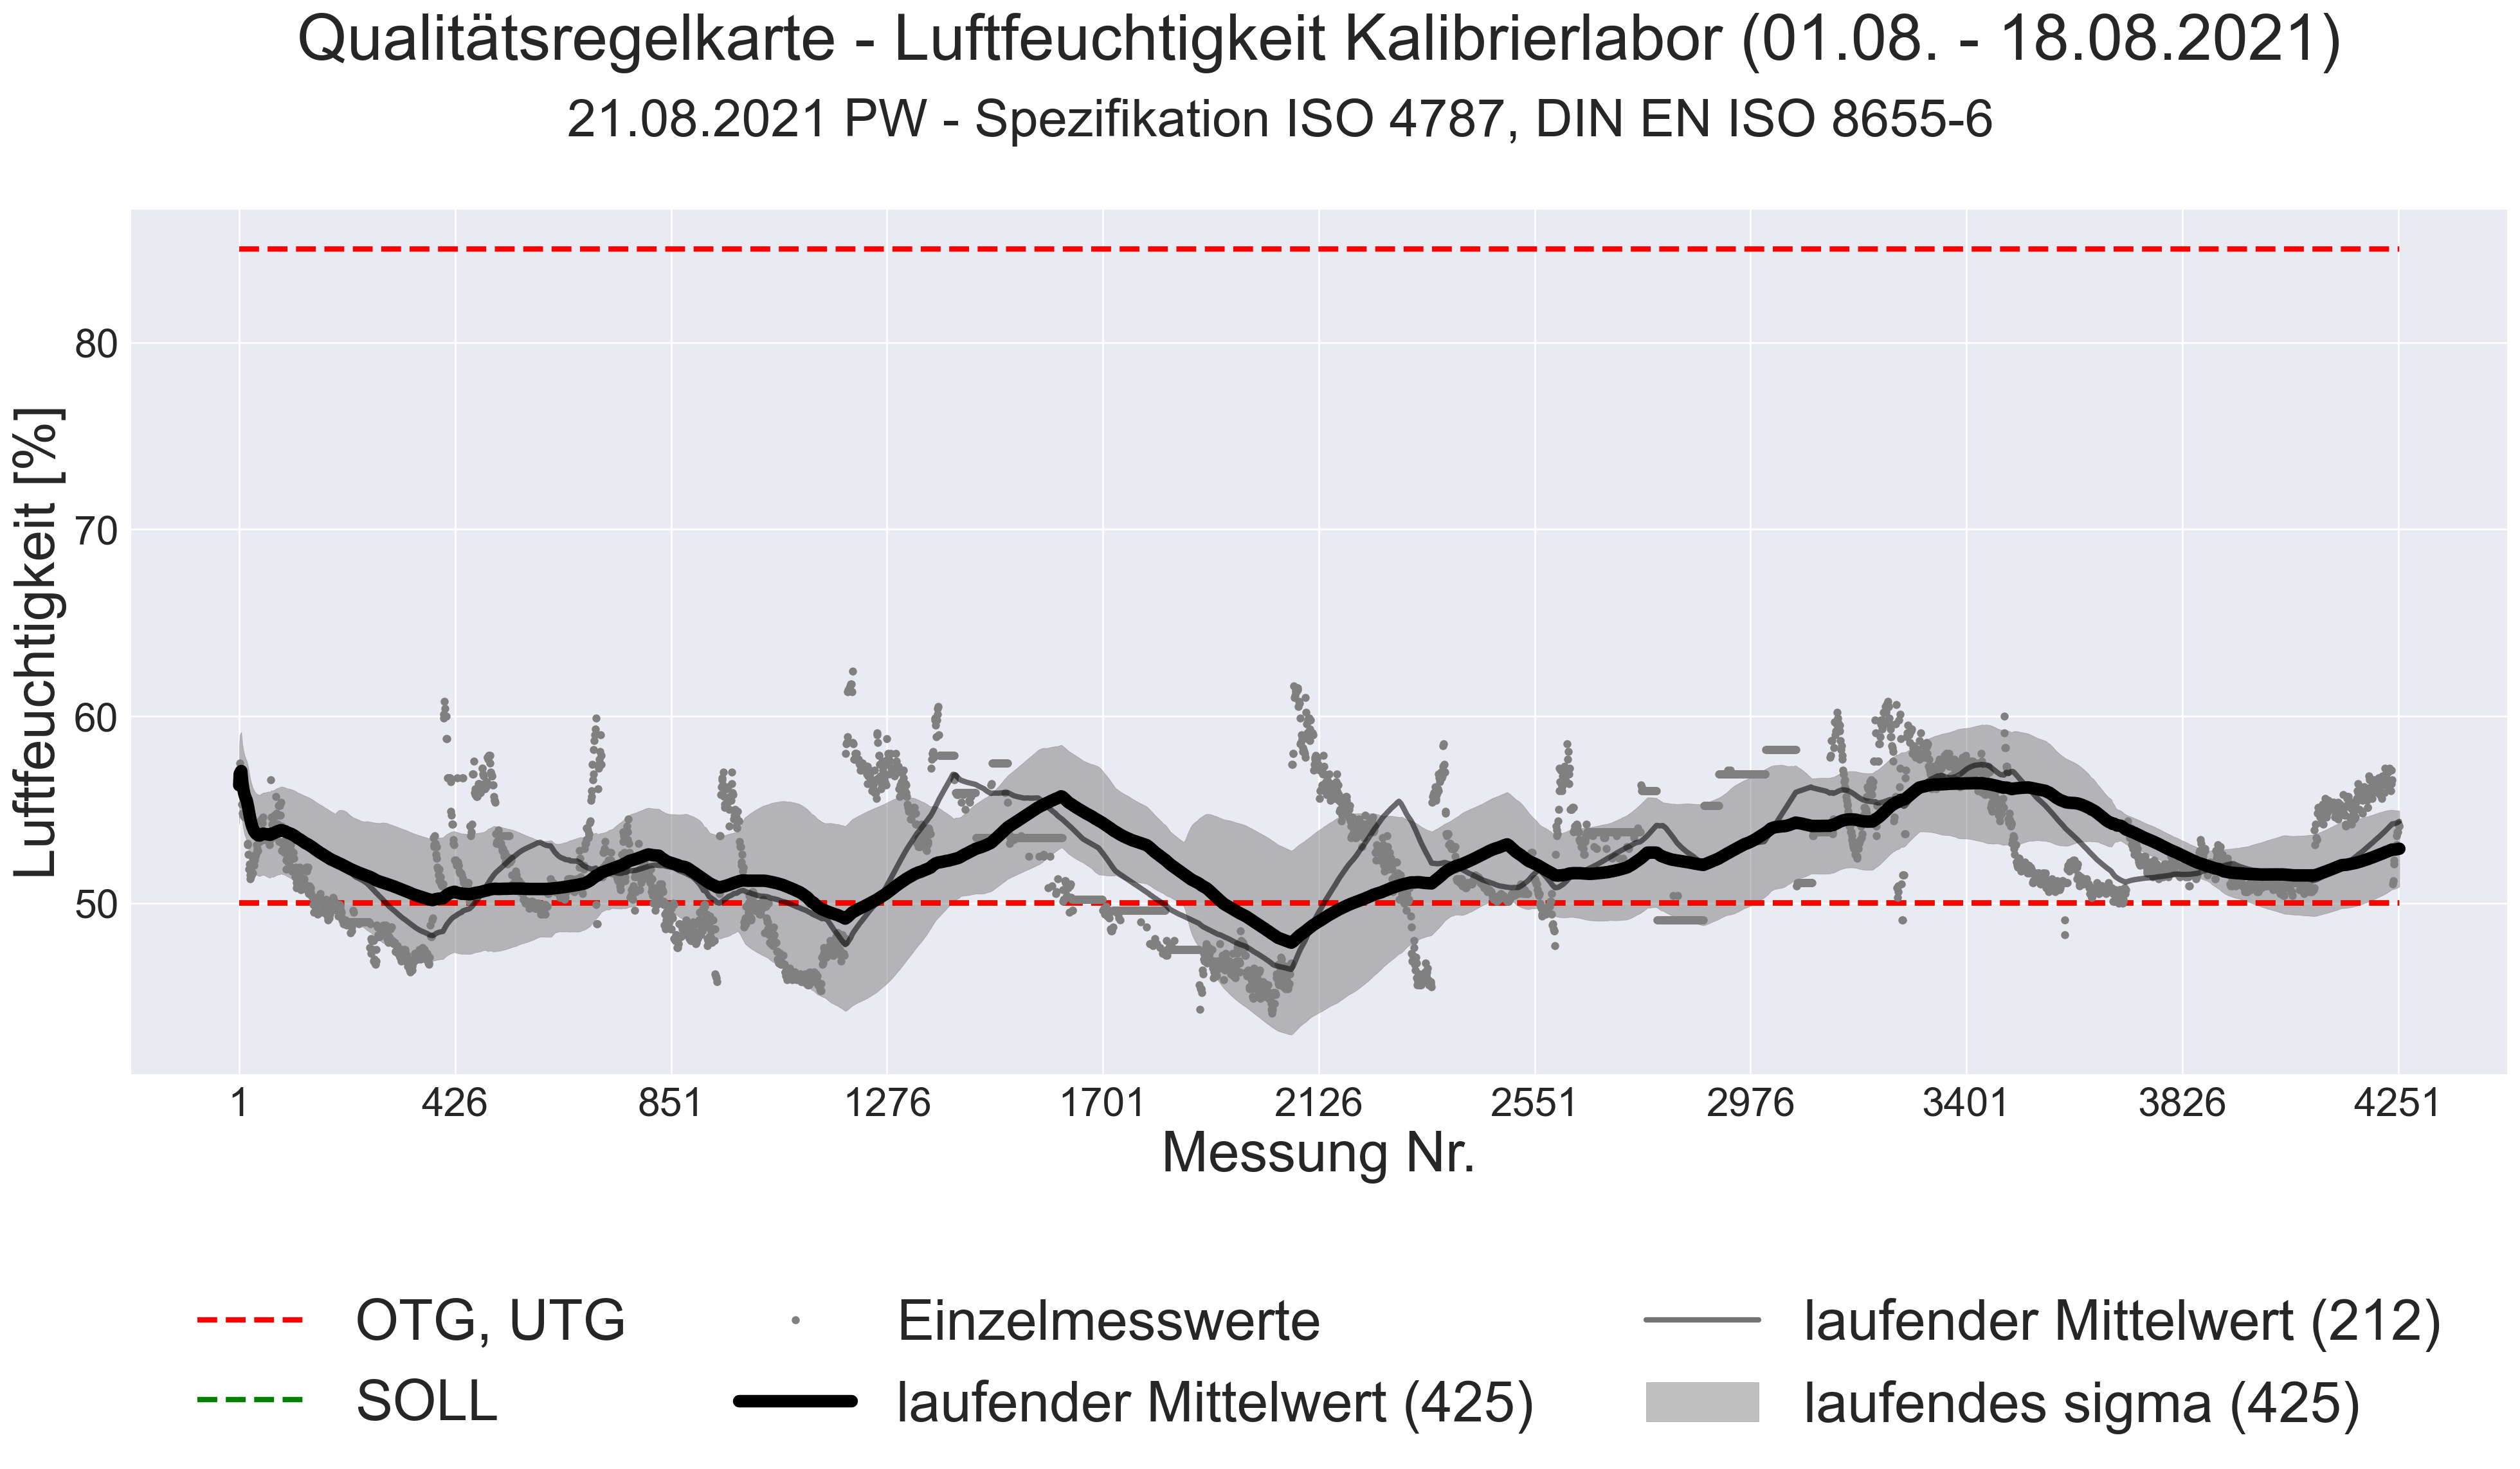 Qualitätsregelkarte - Luftfeuchtigkeit Kalibrierlabor (01.08. - 18.08.2021)
21.08.2021 PW - Spezifikation ISO 4787, DIN EN ISO 8655-6
Luftfeuchtigkeit [%]
80
70
60
50
1 426 851 1276 1701 2126 2551 2976 3401 3826 4251
Messung Nr.
OTG, UTG Einzelmesswerte laufender Mittelwert (212)
SOLL laufender Mittelwert (425) laufendes sigma (425)